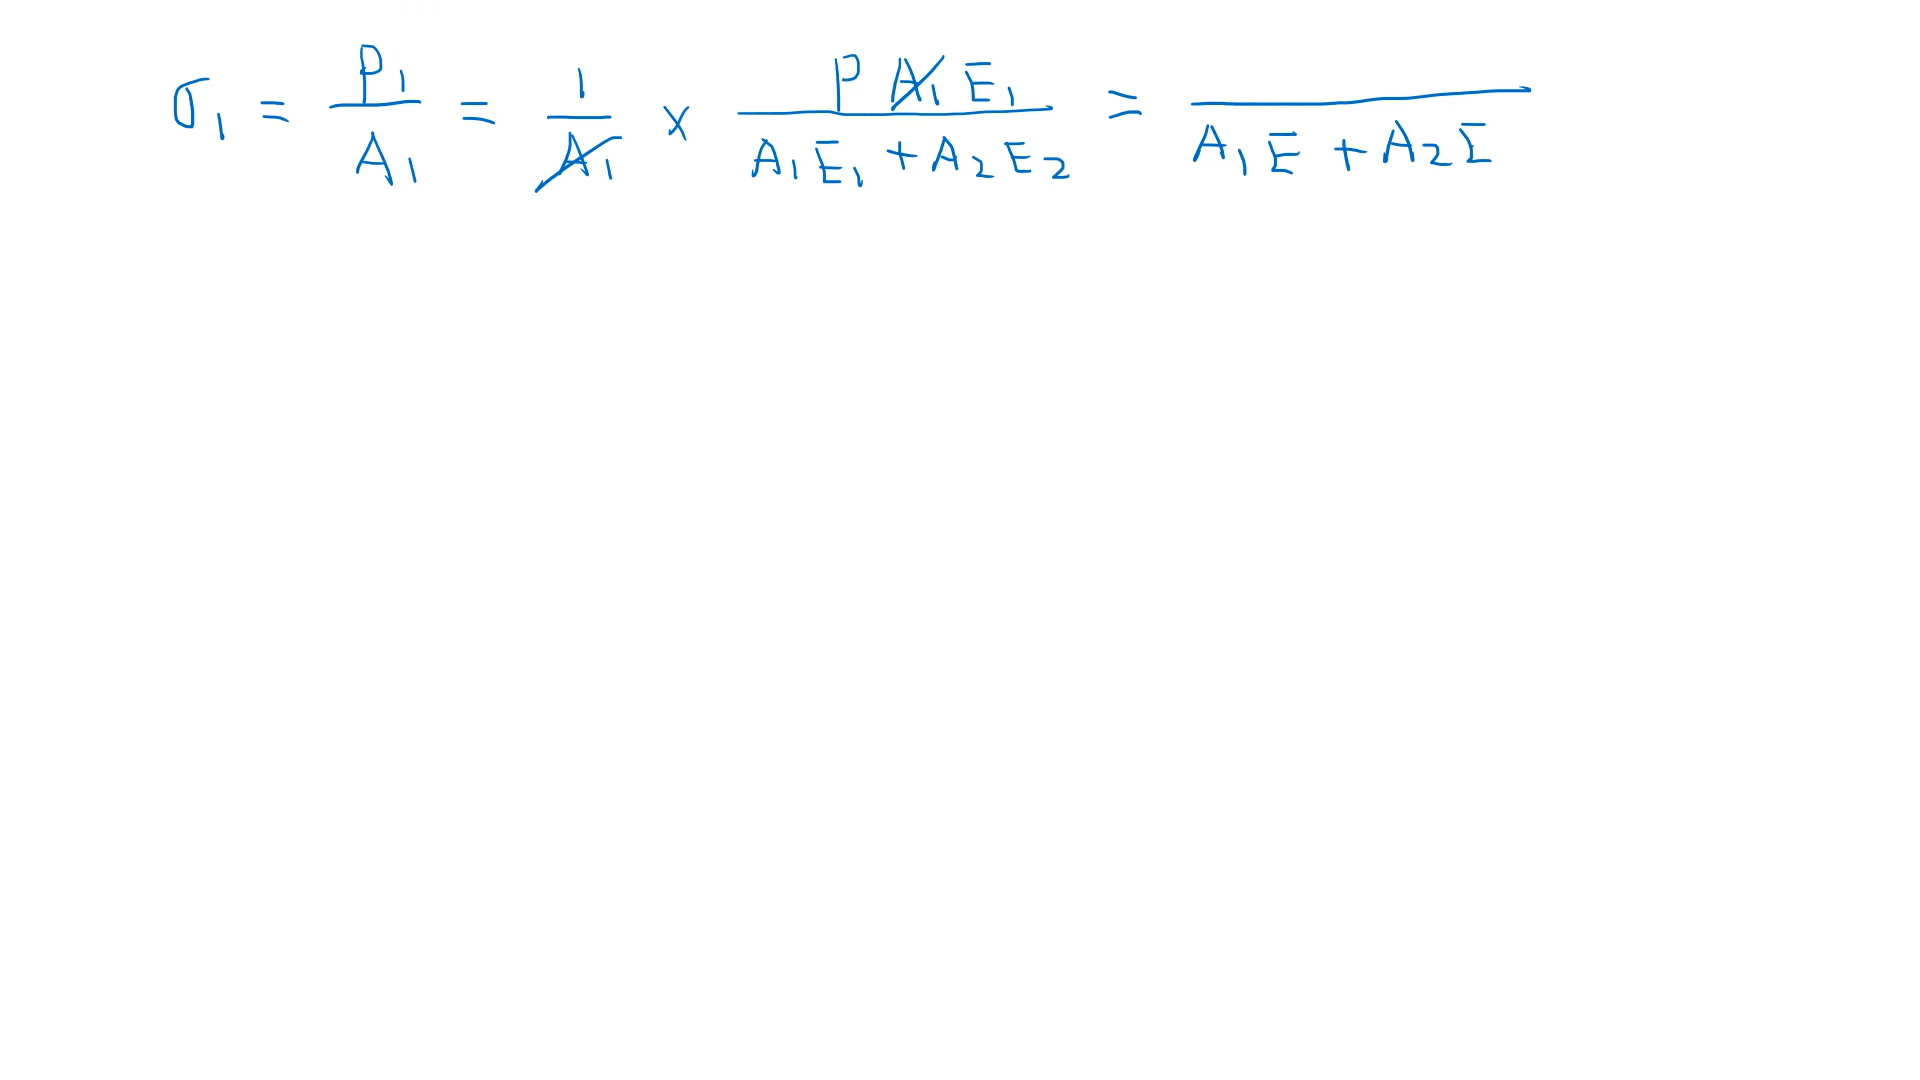 σ₁ = P₁/A₁ = 1/A₁ × P A₁ E₁/(A₁E₁ + A₂E₂) = /(A₁E + A₂E)